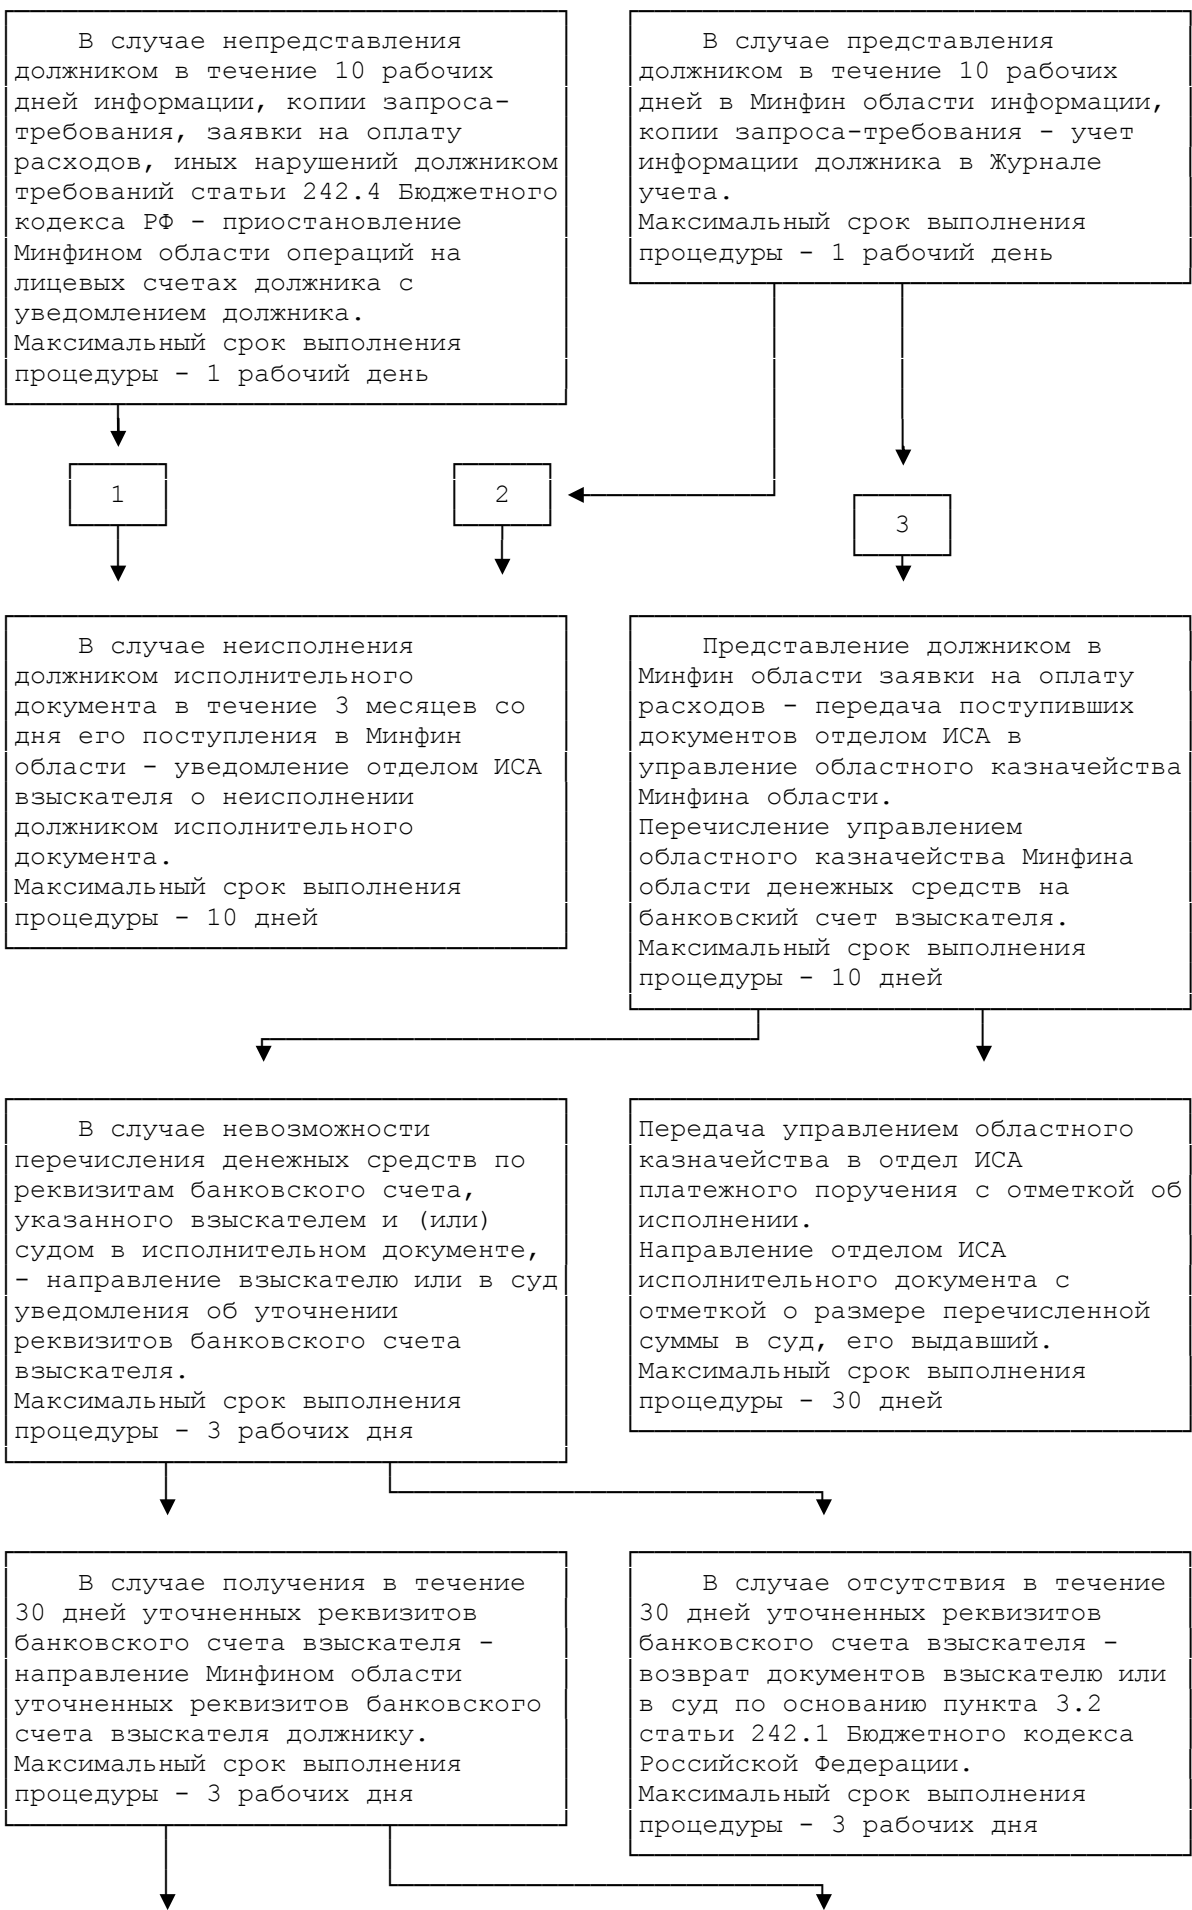 В случае непредставления
должником в течение 10 рабочих
дней информации, копии запроса-
требования, заявки на оплату
расходов, иных нарушений должником
требований статьи 242.4 Бюджетного
кодекса РФ - приостановление
Минфином области операций на
лицевых счетах должника с
уведомлением должника.
Максимальный срок выполнения
процедуры - 1 рабочий день
В случае представления
должником в течение 10 рабочих
дней в Минфин области информации,
копии запроса-требования - учет
информации должника в Журнале
учета.
Максимальный срок выполнения
процедуры - 1 рабочий день
1
2
3
В случае неисполнения
должником исполнительного
документа в течение 3 месяцев со
дня его поступления в Минфин
области - уведомление отделом ИСА
взыскателя о неисполнении
должником исполнительного
документа.
Максимальный срок выполнения
процедуры - 10 дней
Представление должником в
Минфин области заявки на оплату
расходов - передача поступивших
документов отделом ИСА в
управление областного казначейства
Минфина области.
Перечисление управлением
областного казначейства Минфина
области денежных средств на
банковский счет взыскателя.
Максимальный срок выполнения
процедуры - 10 дней
В случае невозможности
перечисления денежных средств по
реквизитам банковского счета,
указанного взыскателем и (или)
судом в исполнительном документе,
- направление взыскателю или в суд
уведомления об уточнении
реквизитов банковского счета
взыскателя.
Максимальный срок выполнения
процедуры - 3 рабочих дня
Передача управлением областного
казначейства в отдел ИСА
платежного поручения с отметкой об
исполнении.
Направление отделом ИСА
исполнительного документа с
отметкой о размере перечисленной
суммы в суд, его выдавший.
Максимальный срок выполнения
процедуры - 30 дней
В случае получения в течение
30 дней уточненных реквизитов
банковского счета взыскателя -
направление Минфином области
уточненных реквизитов банковского
счета взыскателя должнику.
Максимальный срок выполнения
процедуры - 3 рабочих дня
В случае отсутствия в течение
30 дней уточненных реквизитов
банковского счета взыскателя -
возврат документов взыскателю или
в суд по основанию пункта 3.2
статьи 242.1 Бюджетного кодекса
Российской Федерации.
Максимальный срок выполнения
процедуры - 3 рабочих дня